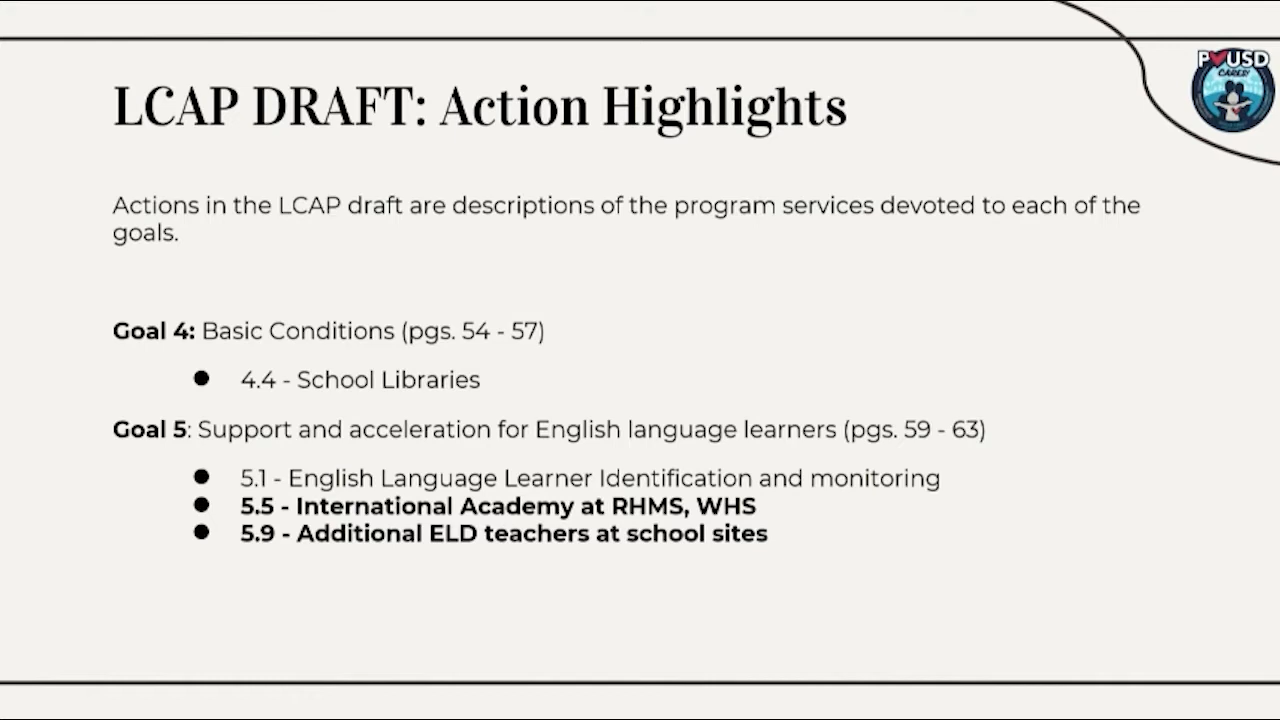 PVUSD
CARES!
LCAP DRAFT: Action Highlights
Actions in the LCAP draft are descriptions of the program services devoted to each of the
goals.
Goal 4: Basic Conditions (pgs. 54 - 57)
● 4.4 - School Libraries
Goal 5: Support and acceleration for English language learners (pgs. 59 - 63)
● 5.1 - English Language Learner Identification and monitoring
● 5.5 - International Academy at RHMS, WHS
● 5.9 - Additional ELD teachers at school sites